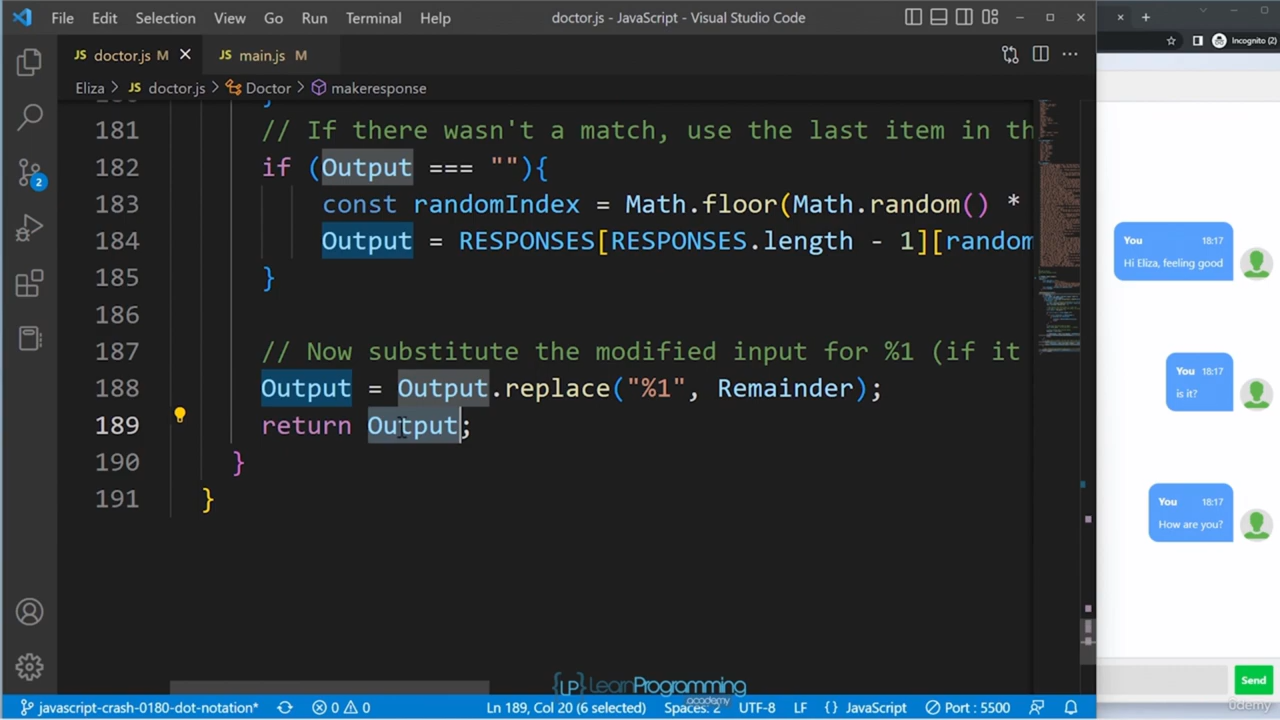 File Edit Selection View Go Run Terminal Help doctor.js - JavaScript - Visual Studio Code
doctor.js M main.js M
Incognito (2)
Eliza > JS doctor.js > Doctor > makeresponse
181 // If there wasn't a match, use the last item in th
182 if (Output === ""){
183 const randomIndex = Math.floor(Math.random() *
184 Output = RESPONSES[RESPONSES.length - 1][random
185 }
186
187 // Now substitute the modified input for %1 (if it
188 Output = Output.replace("%1", Remainder);
189 return Output;
190 }
191 }
2
You 18:17
Hi Eliza, feeling good
You 18:17
is it?
You 18:17
How are you?
Send
{LP} LearnProgramming
academy
javascript-crash-0180-dot-notation* 0 0 Ln 189, Col 20 (6 selected) Spaces: 2 UTF-8 LF {} JavaScript Port : 5500
ûdemy